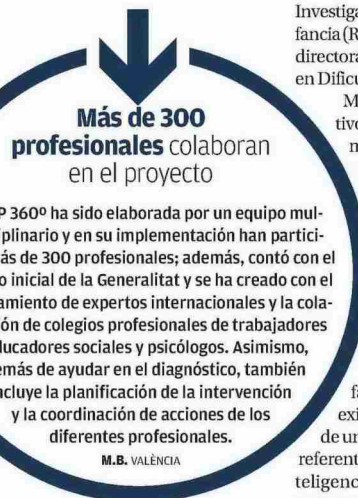 Más de 300
profesionales colaboran
en el proyecto
P 360º ha sido elaborada por un equipo mul-
iplinario y en su implementación han partici-
ás de 300 profesionales; además, contó con el
o inicial de la Generalitat y se ha creado con el
amiento de expertos internacionales y la cola-
ión de colegios profesionales de trabajadores
ducadores sociales y psicólogos. Asimismo,
emás de ayudar en el diagnóstico, también
ncluye la planificación de la intervención
y la coordinación de acciones de los
diferentes profesionales.
M.B. VALÈNCIA
Investiga
fancia (R
directora
en Dificu
M
tivo
m
fa
exi
de un
referent
teligenc